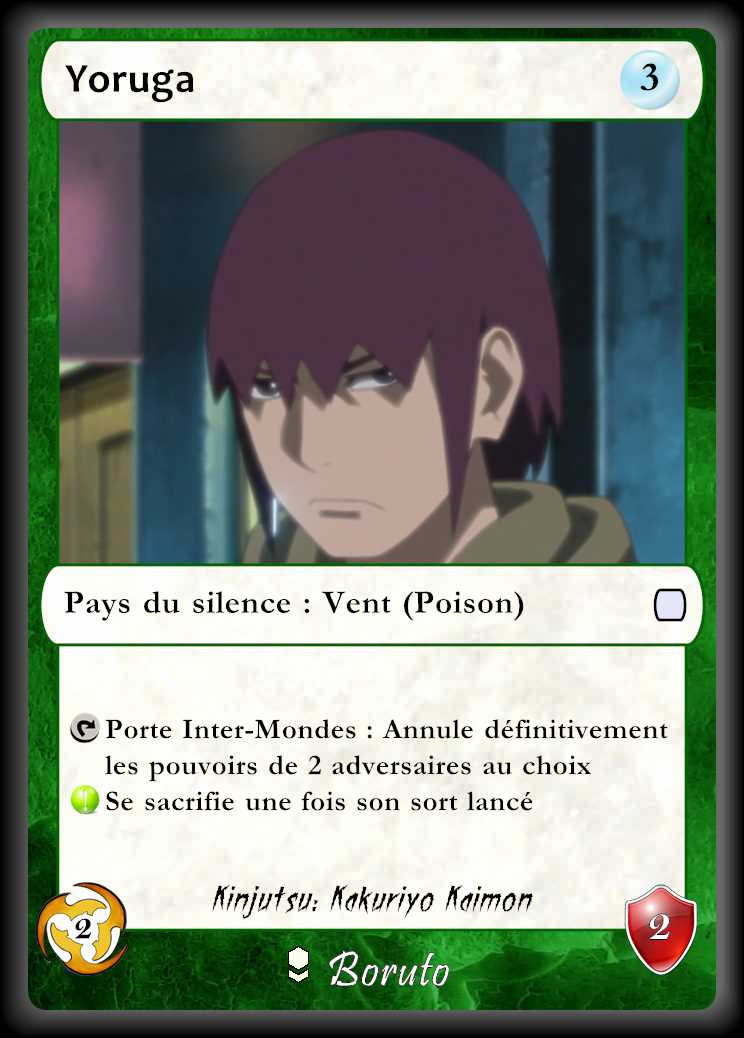 Yoruga
3
Pays du silence : Vent (Poison)
Porte Inter-Mondes : Annule définitivement
les pouvoirs de 2 adversaires au choix
Se sacrifie une fois son sort lancé
Kinjutsu: Kakuriyo Kaimon
2
2
Boruto